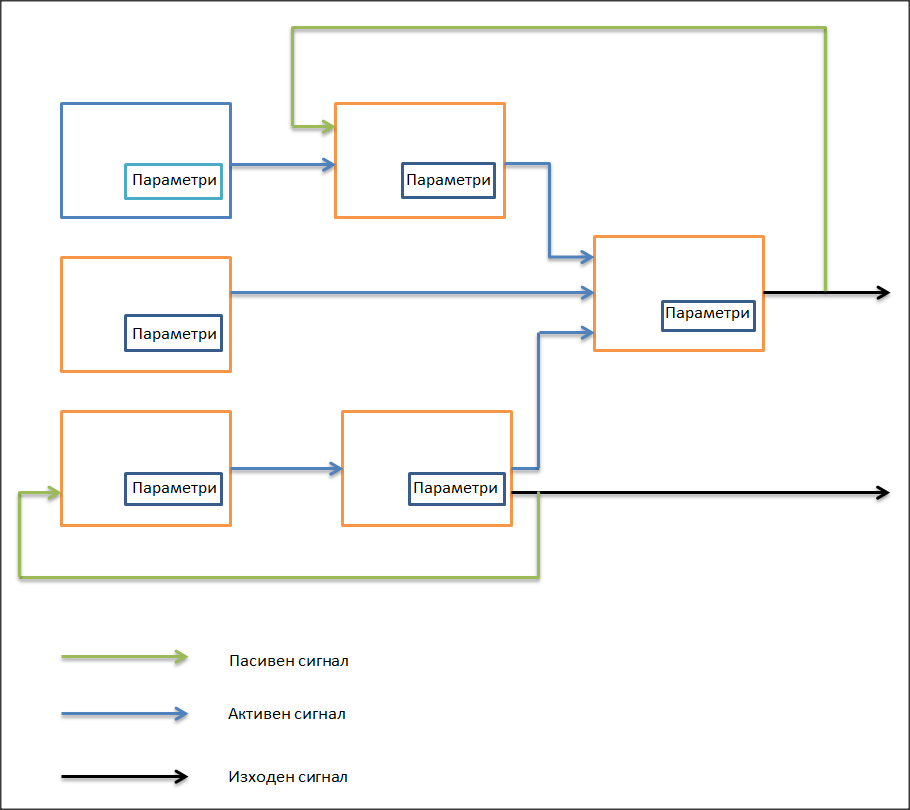 Параметри
Параметри
Параметри
Параметри
Параметри
Параметри
Пасивен сигнал
Активен сигнал
Изходен сигнал